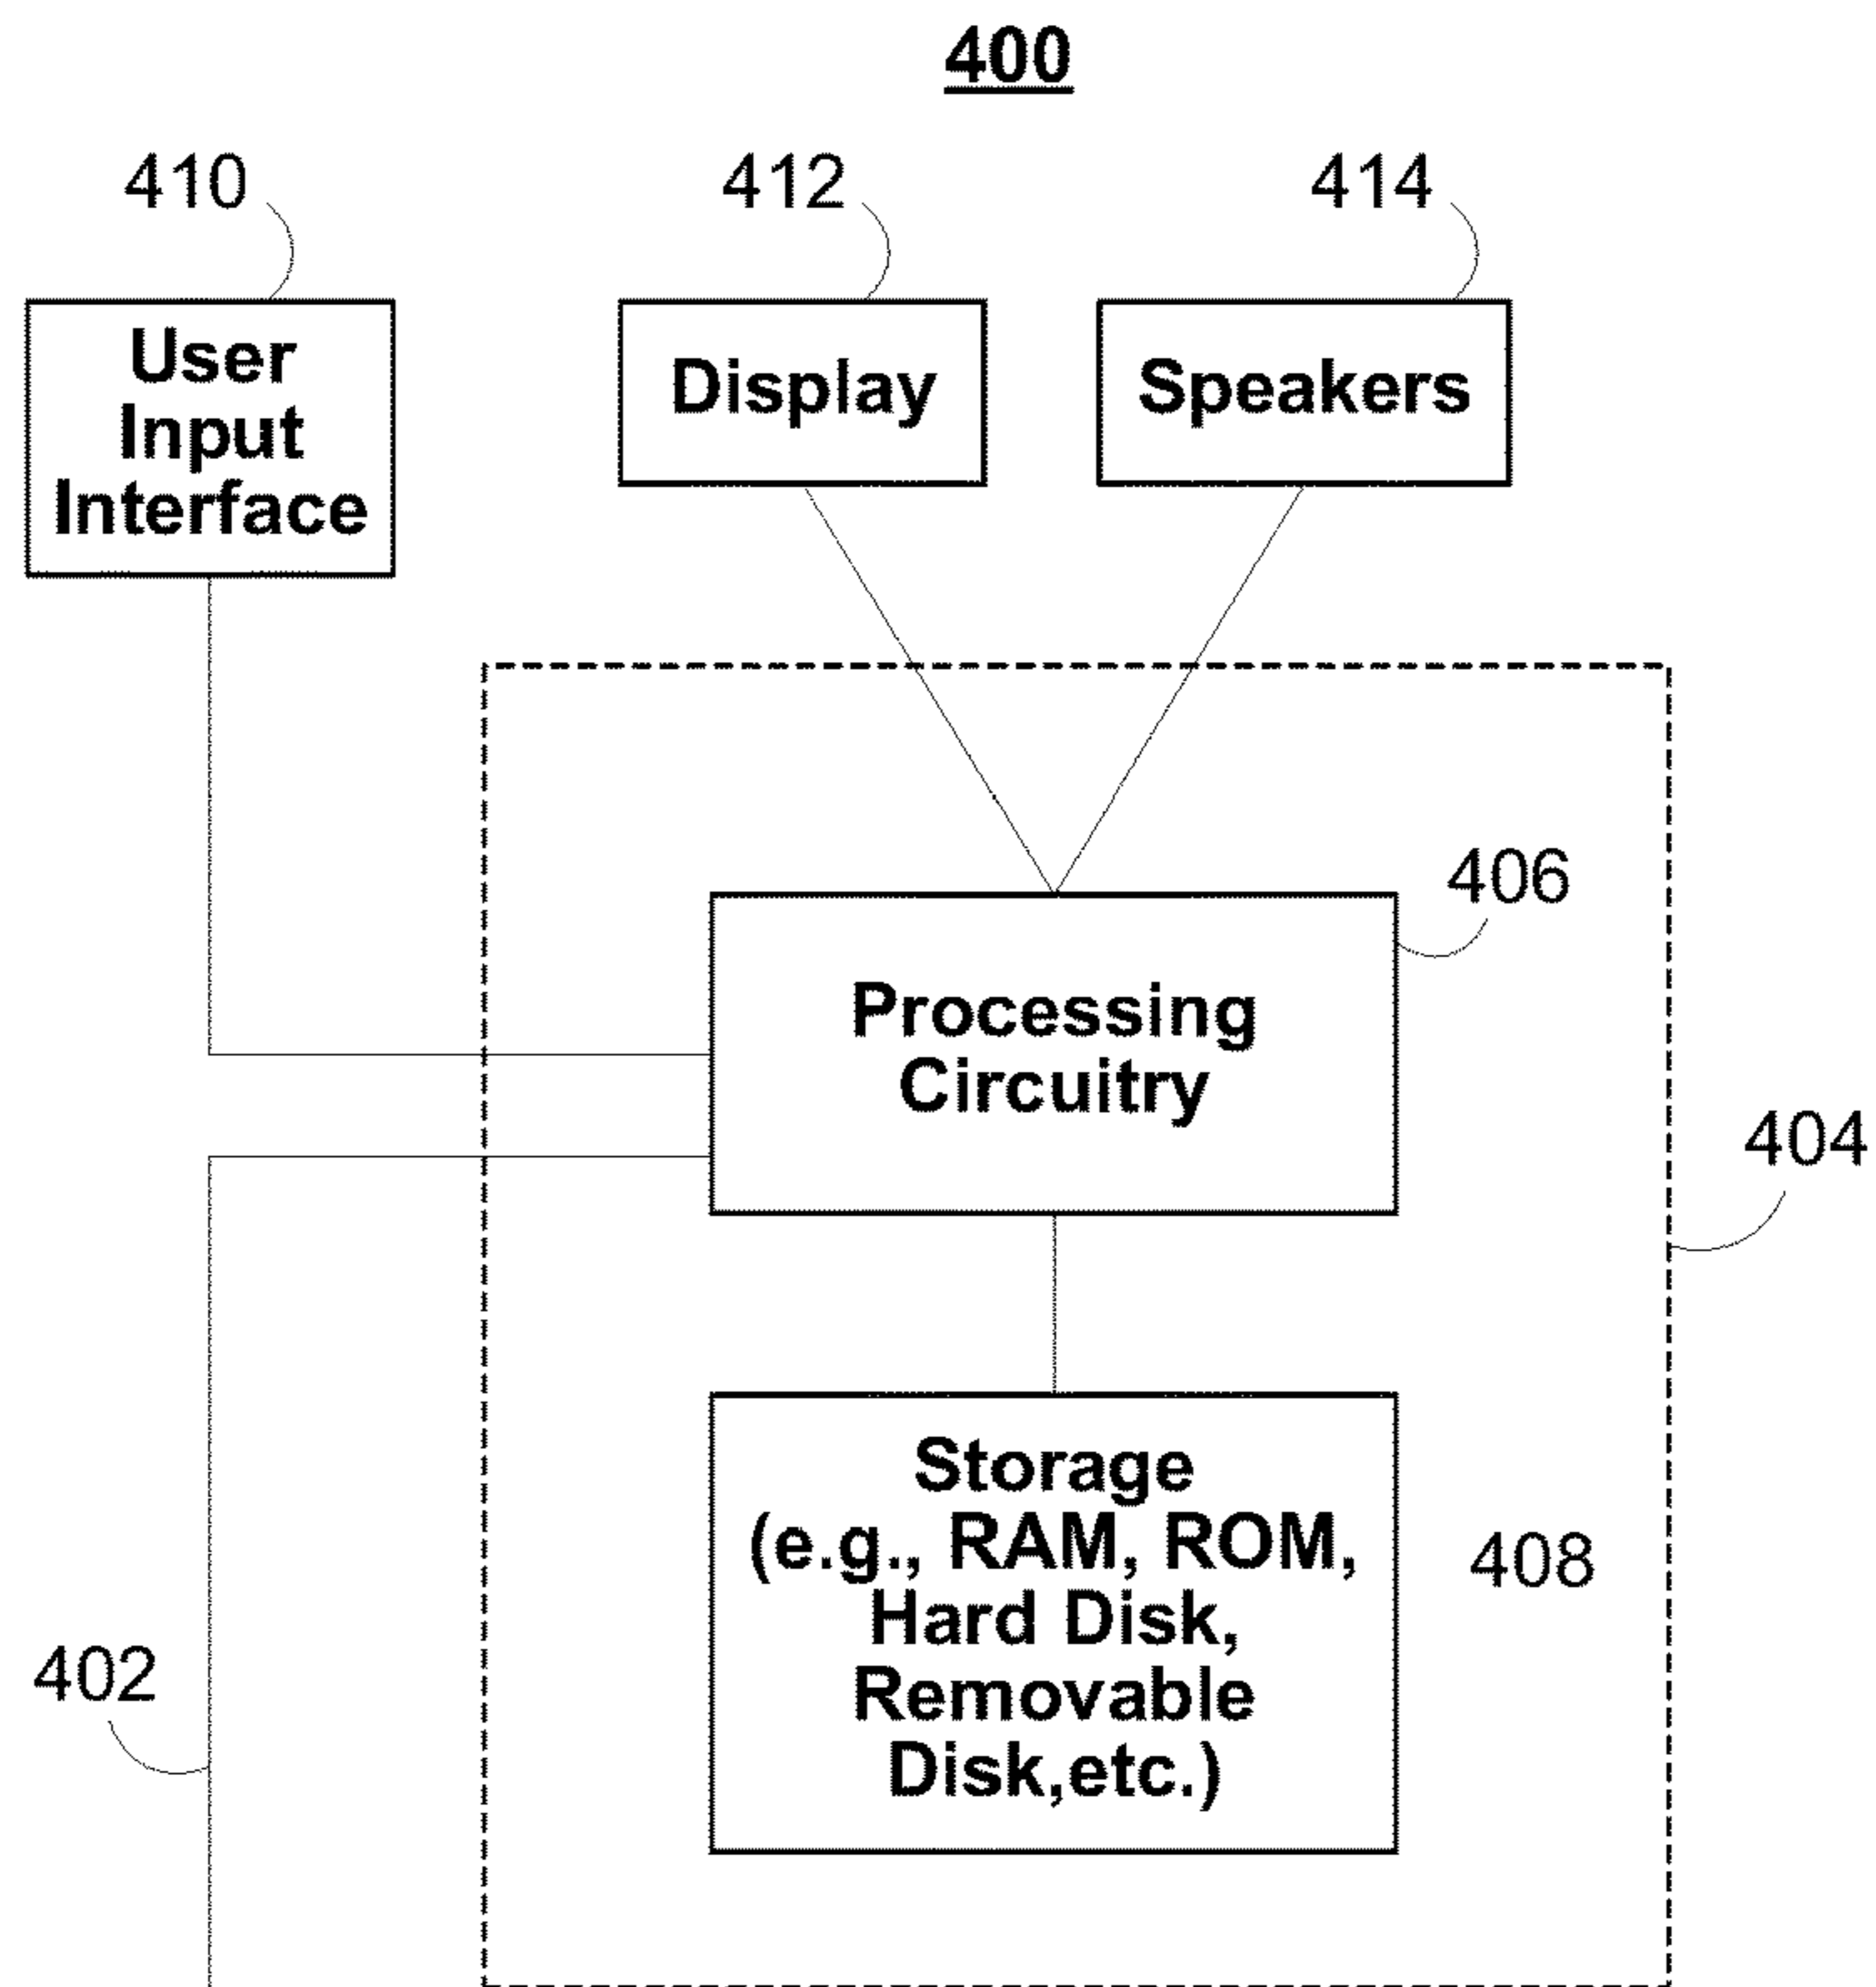 400
410
412
414
User
Input
Interface
Display
Speakers
406
Processing
Circuitry
404
Storage
(e.g., RAM, ROM,
Hard Disk,
Removable
Disk,etc.)
408
402